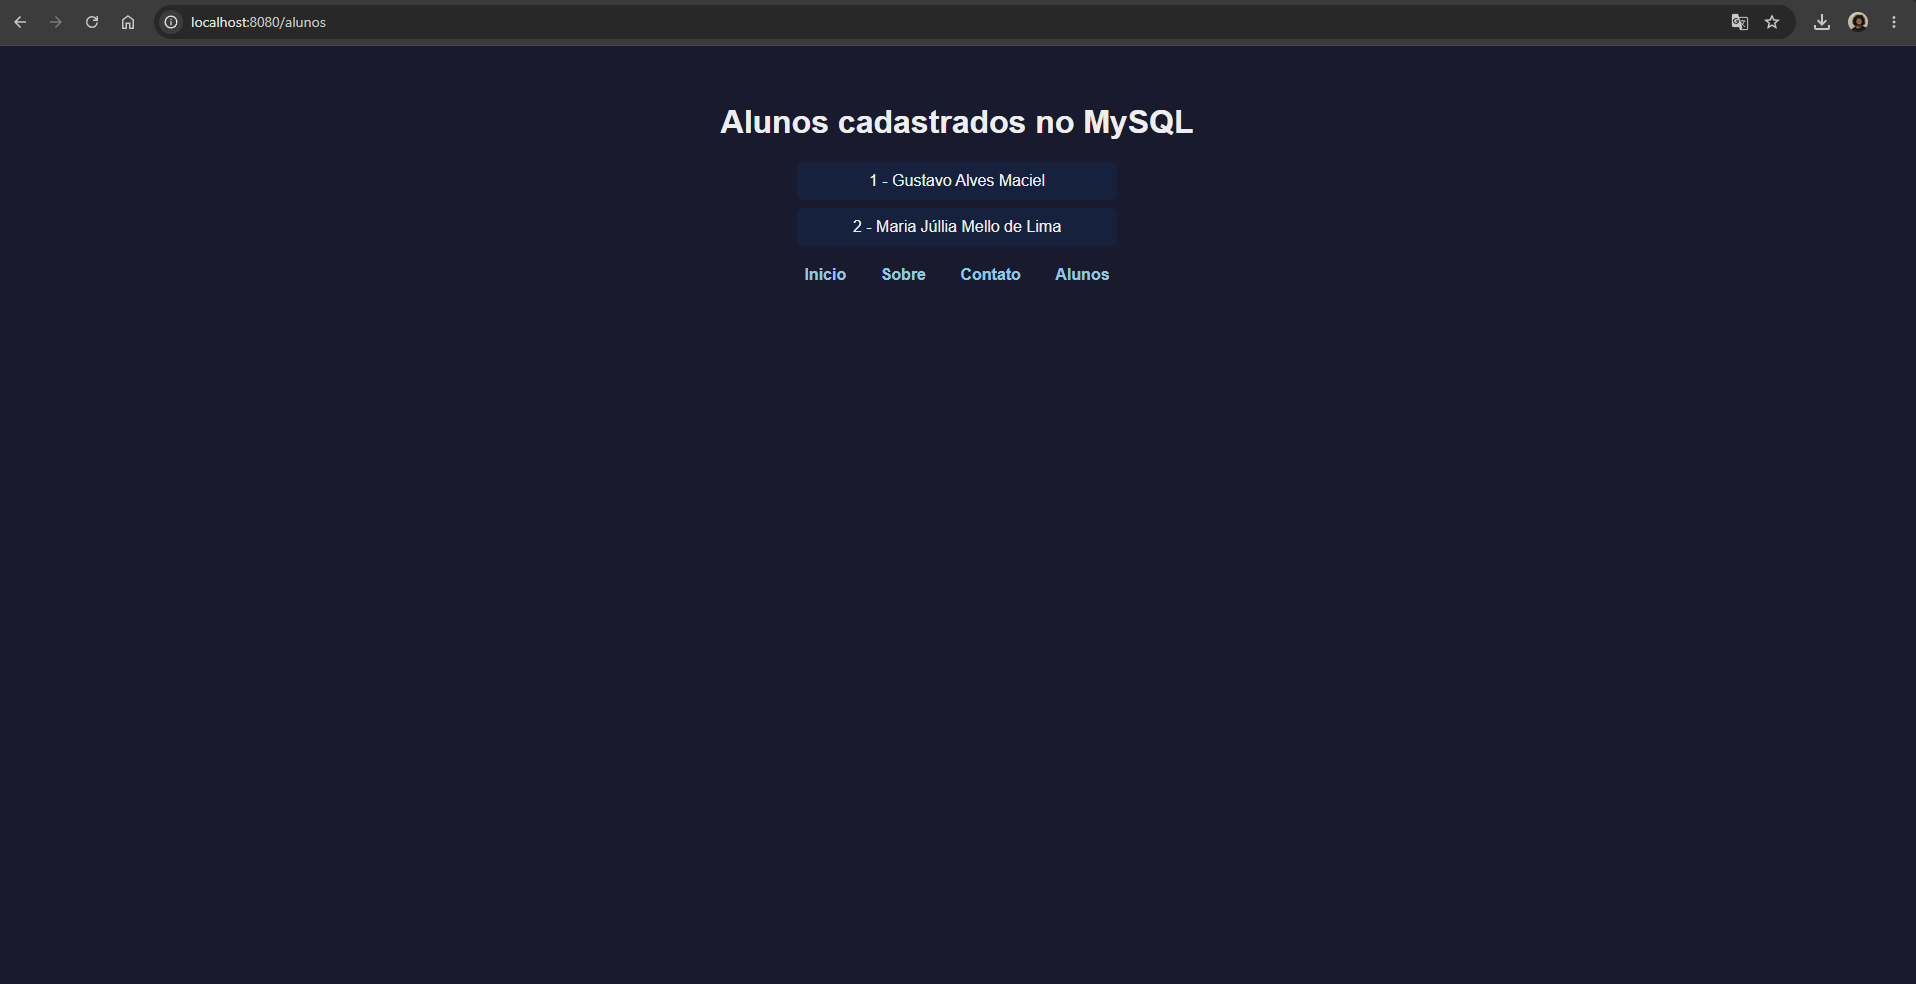 localhost:8080/alunos
Alunos cadastrados no MySQL
1 - Gustavo Alves Maciel
2 - Maria Júllia Mello de Lima
Inicio Sobre Contato Alunos